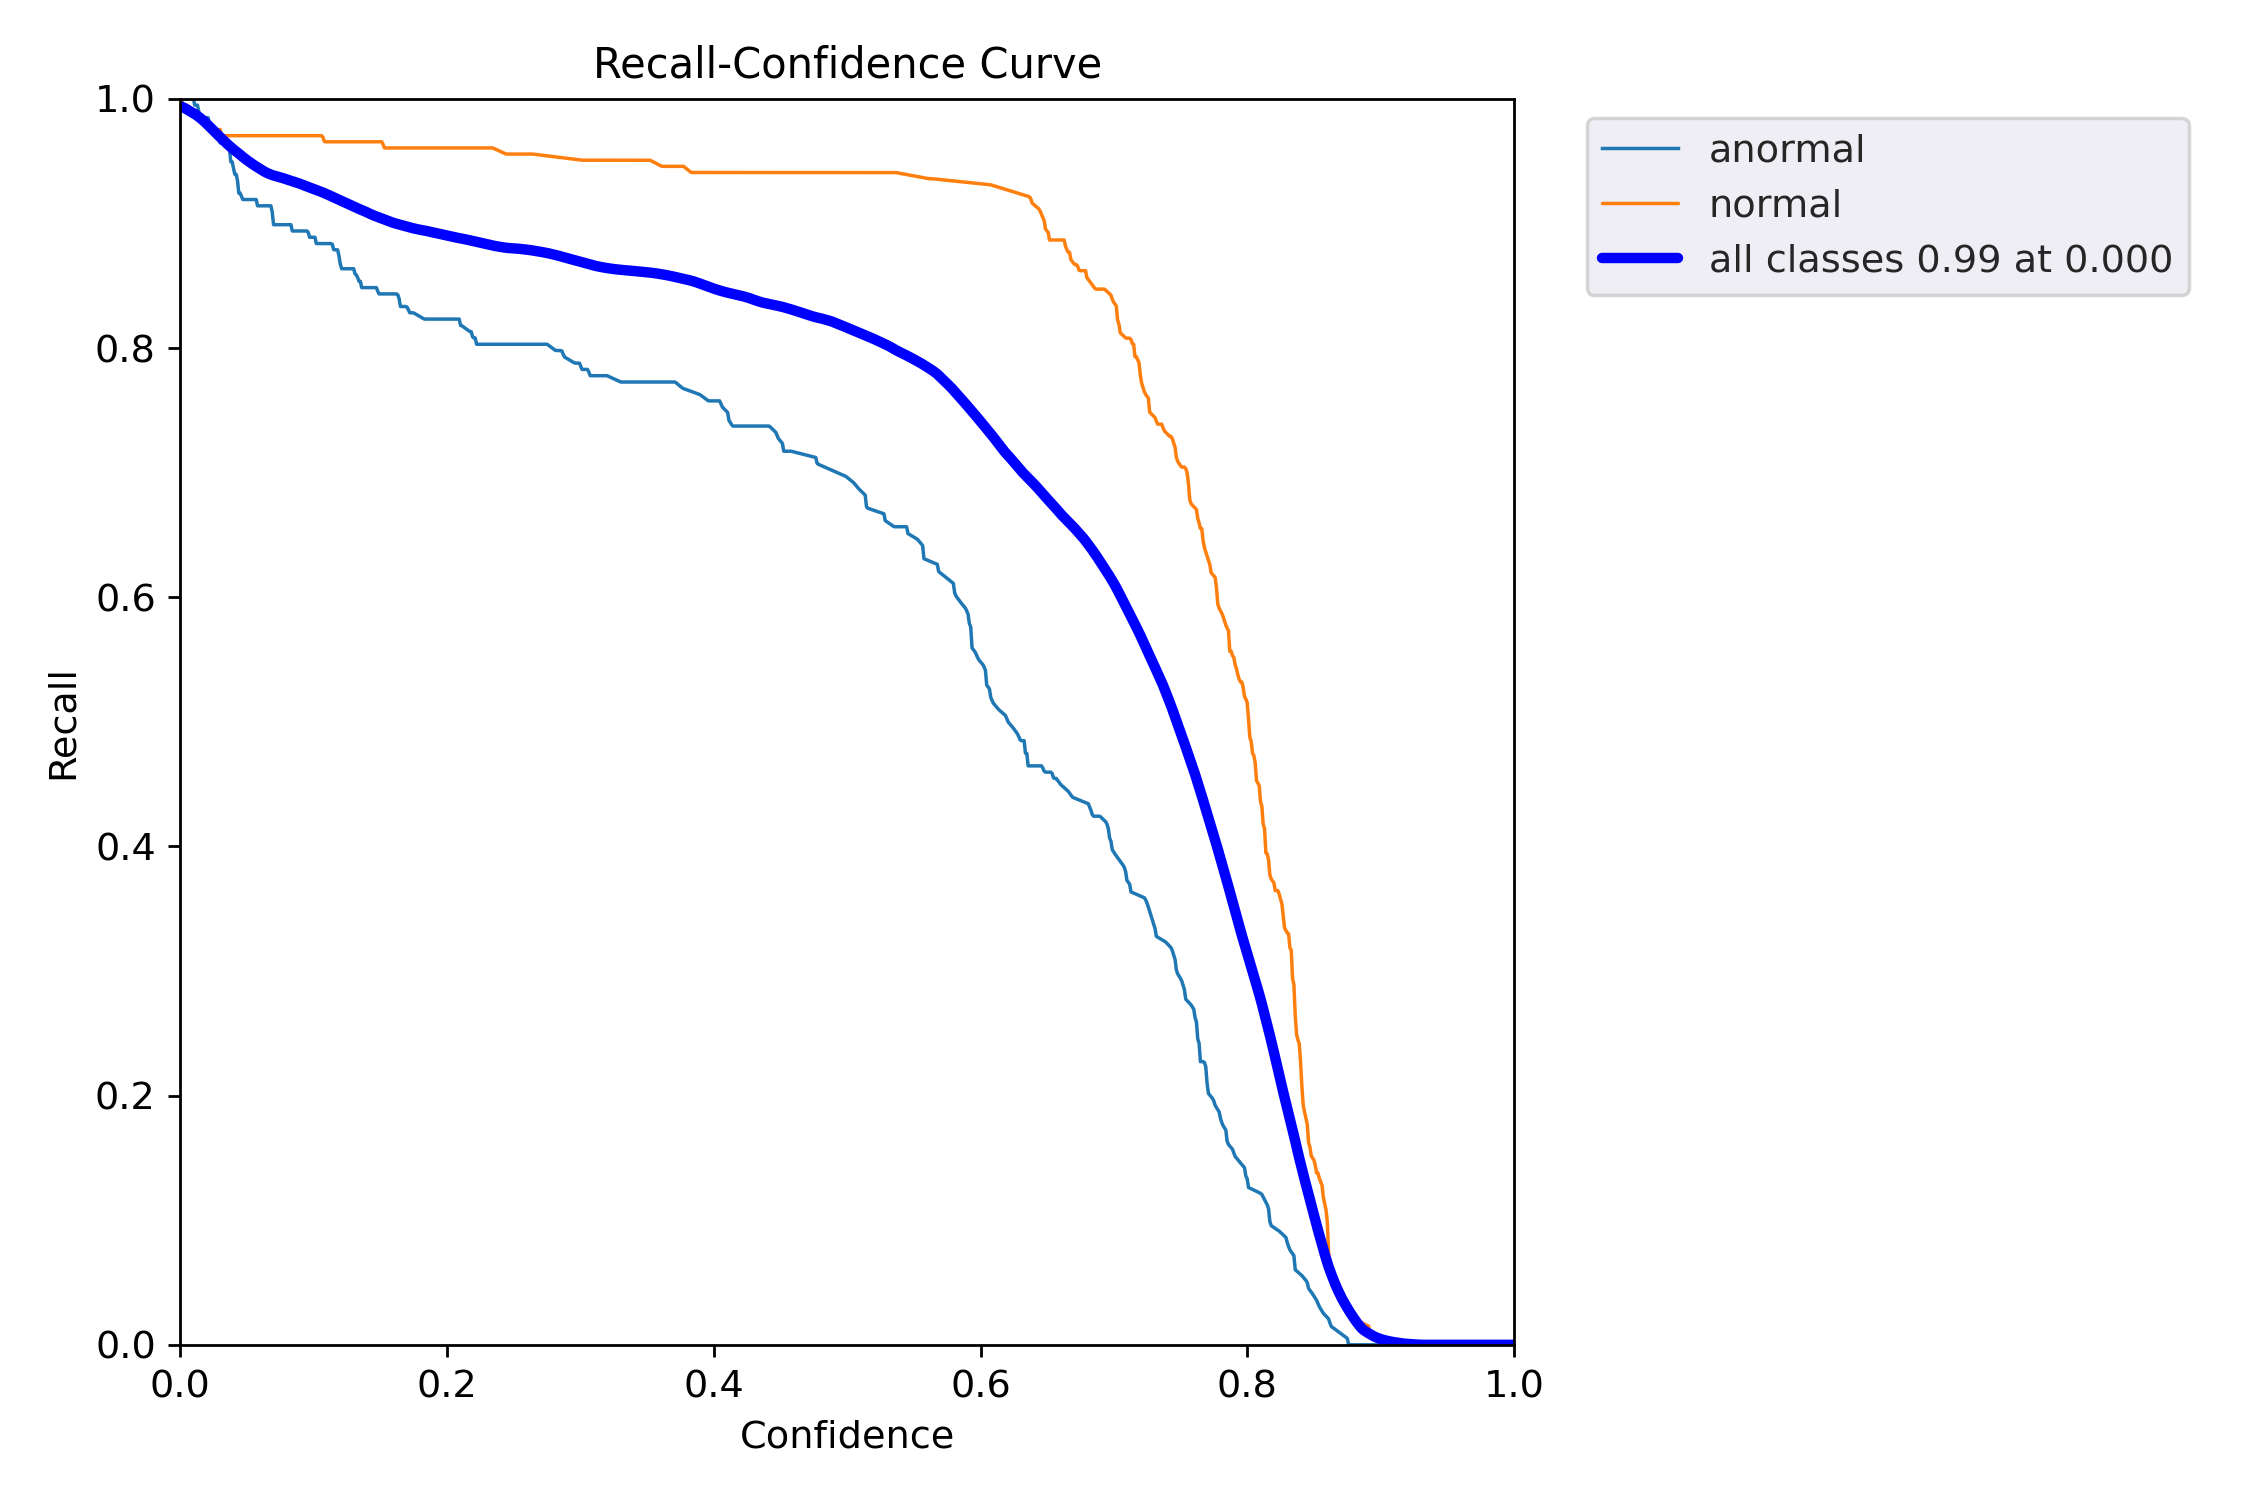 Recall-Confidence Curve
1.0
0.8
0.6
0.4
0.2
0.0
Recall
0.0 0.2 0.4 0.6 0.8 1.0
Confidence
anormal
normal
all classes 0.99 at 0.000